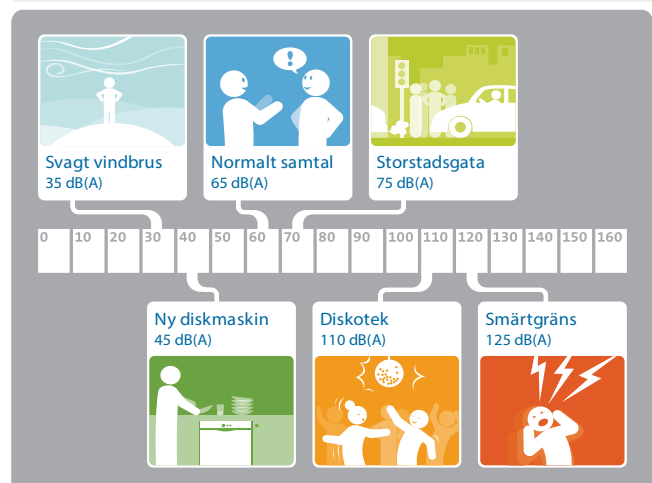 Svagt vindbrus
35 dB(A)
Normalt samtal
65 dB(A)
Storstadsgata
75 dB(A)
!
0 10 20 30 40 50 60 70 80 90 100 110 120 130 140 150 160
Ny diskmaskin
45 dB(A)
Diskotek
110 dB(A)
Smärtgräns
125 dB(A)